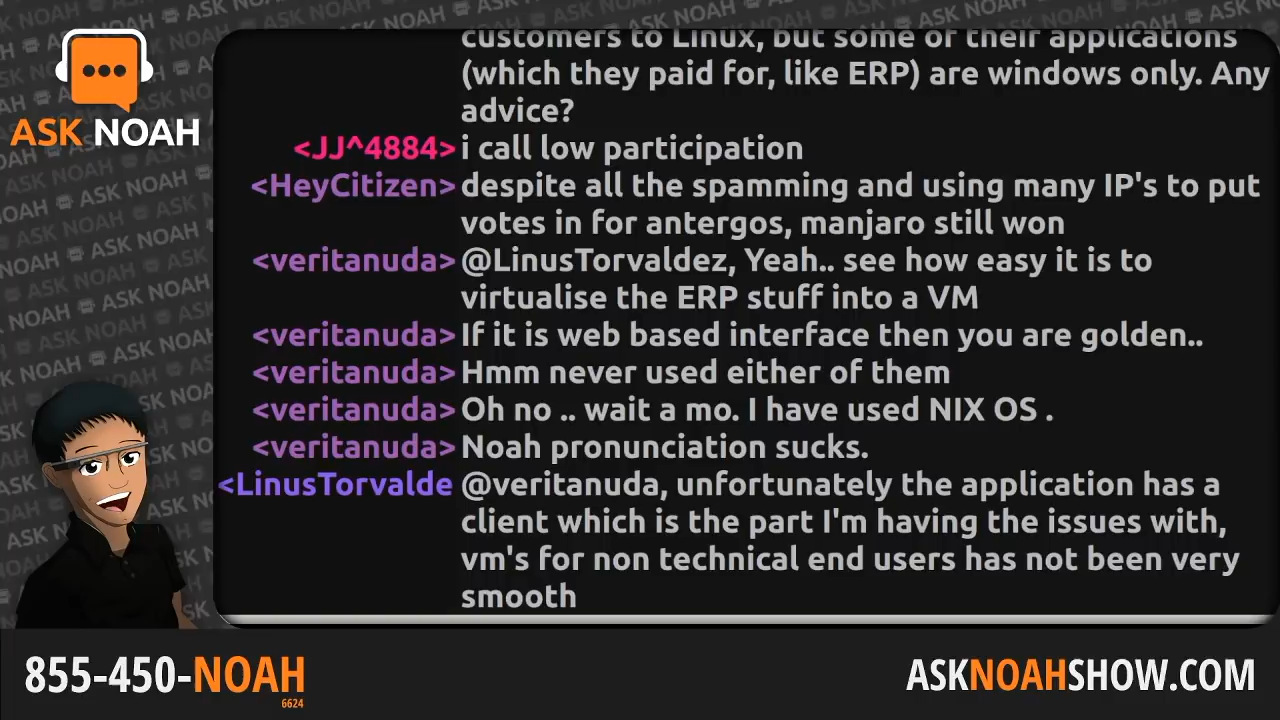 ASK NOAH
customers to Linux, but some of their applications
(which they paid for, like ERP) are windows only. Any
advice?
<JJ^4884> i call low participation
<HeyCitizen> despite all the spamming and using many IP's to put
votes in for antergos, manjaro still won
<veritanuda> @LinusTorvaldez, Yeah.. see how easy it is to
virtualise the ERP stuff into a VM
<veritanuda> If it is web based interface then you are golden..
<veritanuda> Hmm never used either of them
<veritanuda> Oh no .. wait a mo. I have used NIX OS .
<veritanuda> Noah pronunciation sucks.
<LinusTorvalde @veritanuda, unfortunately the application has a
client which is the part I'm having the issues with,
vm's for non technical end users has not been very
smooth
855-450-NOAH
6624
ASKNOAHSHOW.COM